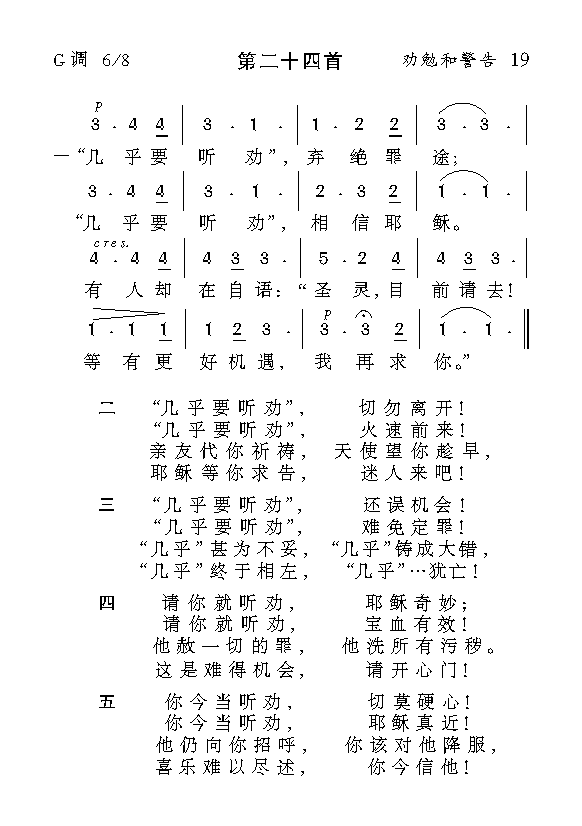 G调 6/8 第二十四首 劝勉和警告 19
p
3 · 4 4 | 3 · 1 · | 1 · 2 2 | 3 · 3 · |
一 “几乎要听劝”，弃绝罪途；
3 · 4 4 | 3 · 1 · | 2 · 3 2 | 1 · 1 · |
“几乎要听劝”，相信耶稣。
cres.
4 · 4 4 | 4 3 3 · | 5 · 2 4 | 4 3 3 · |
有人却在自语：“圣灵，目前请去！
p
1 · 1 1 | 1 2 3 · | 3 · 3 2 | 1 · 1 · ‖
等有更好机遇，我再求你。”
二 “几乎要听劝”， 切勿离开！
“几乎要听劝”， 火速前来！
亲友代你祈祷， 天使望你趁早，
耶稣等你求告， 迷人来吧！
三 “几乎要听劝”， 还误机会！
“几乎要听劝”， 难免定罪！
“几乎”甚为不妥， “几乎”铸成大错，
“几乎”终于相左， “几乎”…犹亡！
四 请你就听劝， 耶稣奇妙；
请你就听劝， 宝血有效！
他赦一切的罪， 他洗所有污秽。
这是难得机会， 请开心门！
五 你今当听劝， 切莫硬心！
你今当听劝， 耶稣真近！
他仍向你招呼， 你该对他降服，
喜乐难以尽述， 你今信他！